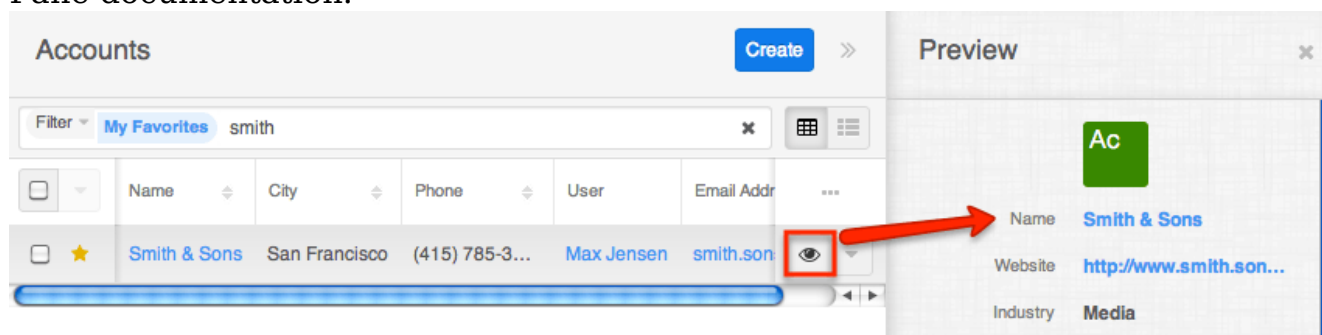 Accounts
Create
Preview
Filter My Favorites smith
Ac
Name City Phone User Email Addr
Name Smith & Sons
Smith & Sons San Francisco (415) 785-3... Max Jensen smith.son
Website http://www.smith.son...
Industry Media